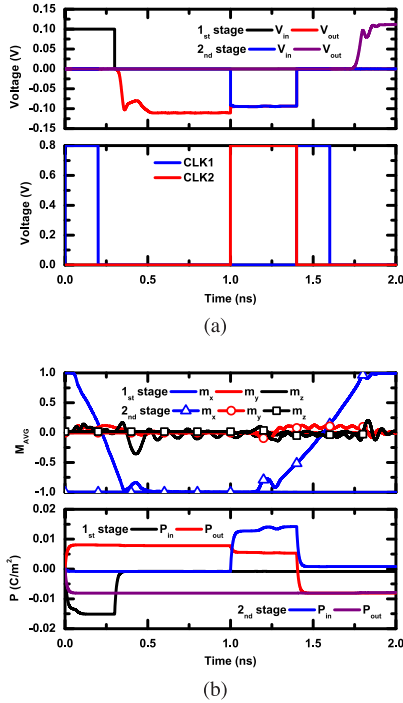 0.15
0.10
0.05
0.00
-0.05
-0.10
-0.15
Voltage (V)
1st stage Vin Vout
2nd stage Vin Vout
0.8
0.6
0.4
0.2
0.0
Voltage (V)
CLK1
CLK2
0.0 0.5 1.0 1.5 2.0
Time (ns)
(a)
1.0
0.5
0.0
-0.5
-1.0
MAVG
1st stage mx my mz
2nd stage mx my mz
0.02
0.01
0.00
-0.01
-0.02
P (C/m²)
1st stage Pin Pout
2nd stage Pin Pout
0.0 0.5 1.0 1.5 2.0
Time (ns)
(b)